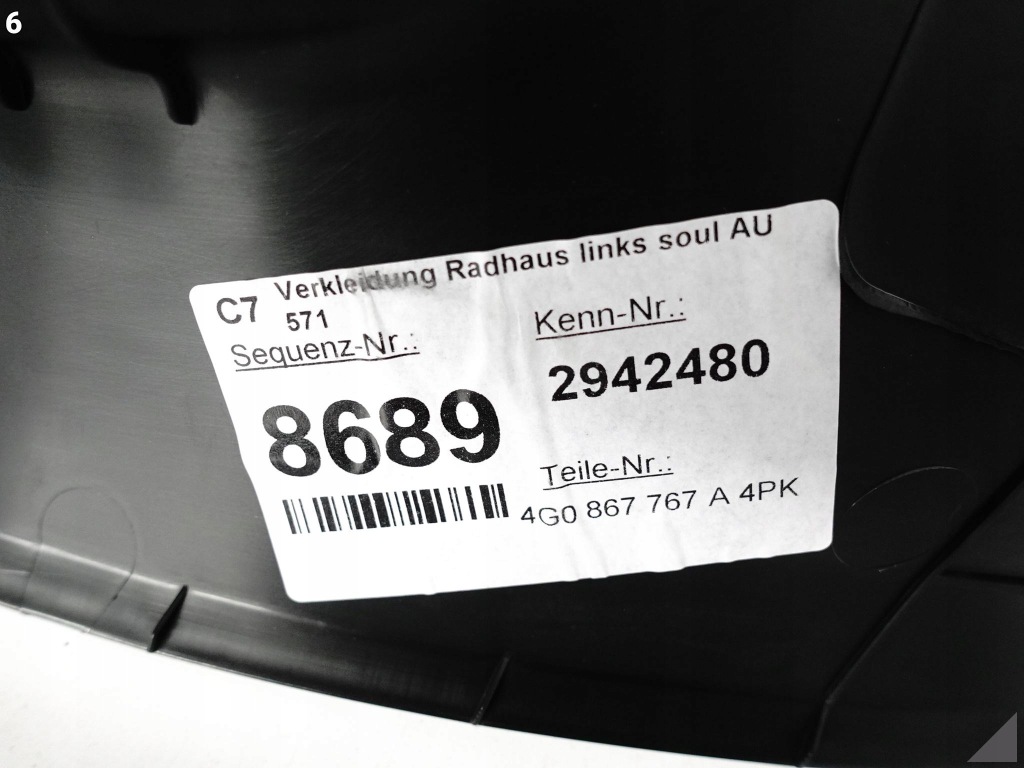 6
C7 Verkleidung Radhaus links soul AU
571
Sequenz-Nr.:
Kenn-Nr.:
8689
2942480
Teile-Nr.:
4G0 867 767 A 4PK